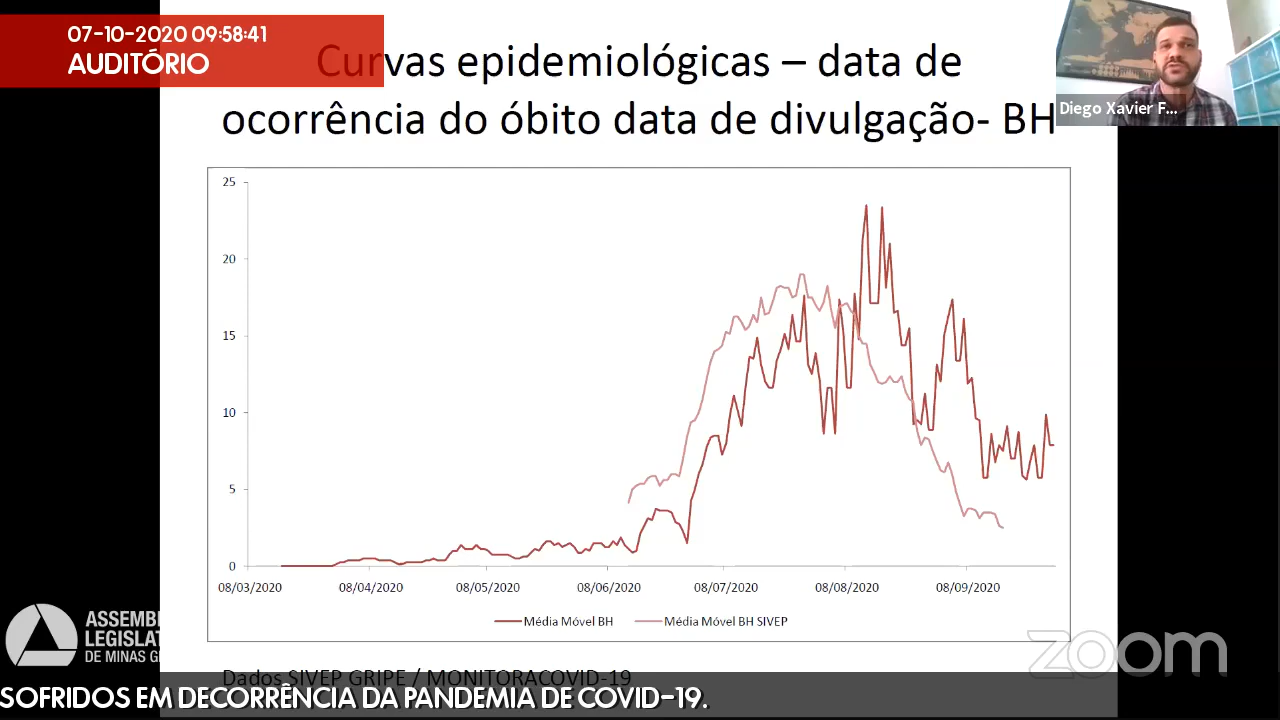 07-10-2020 09:58:41
AUDITÓRIO
Curvas epidemiológicas – data de
ocorrência do óbito data de divulgação- BH
Diego Xavier F...
25
20
15
10
5
0
08/03/2020 08/04/2020 08/05/2020 08/06/2020 08/07/2020 08/08/2020 08/09/2020
Média Móvel BH Média Móvel BH SIVEP
ASSEMBL
LEGISLAT
DE MINAS GE
zoom
Dados SIVEP GRIPE / MONITORACOVID-19
SOFRIDOS EM DECORRÊNCIA DA PANDEMIA DE COVID-19.